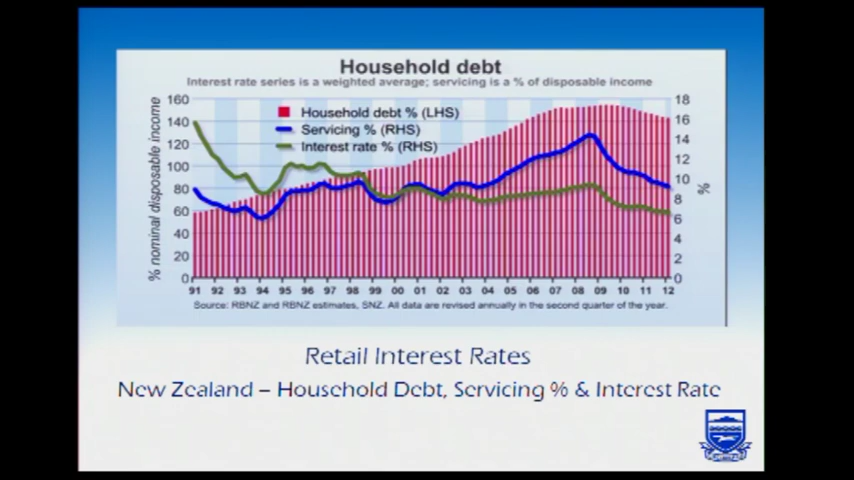 Household debt
Interest rate series is a weighted average; servicing is a % of disposable income
% nominal disposable income
160
140
120
100
80
60
40
20
0
Household debt % (LHS)
Servicing % (RHS)
Interest rate % (RHS)
18
16
14
12
10
8
6
4
2
0
%
91 92 93 94 95 96 97 98 99 00 01 02 03 04 05 06 07 08 09 10 11 12
Source: RBNZ and RBNZ estimates, SNZ. All data are revised annually in the second quarter of the year.
Retail Interest Rates
New Zealand – Household Debt, Servicing % & Interest Rate